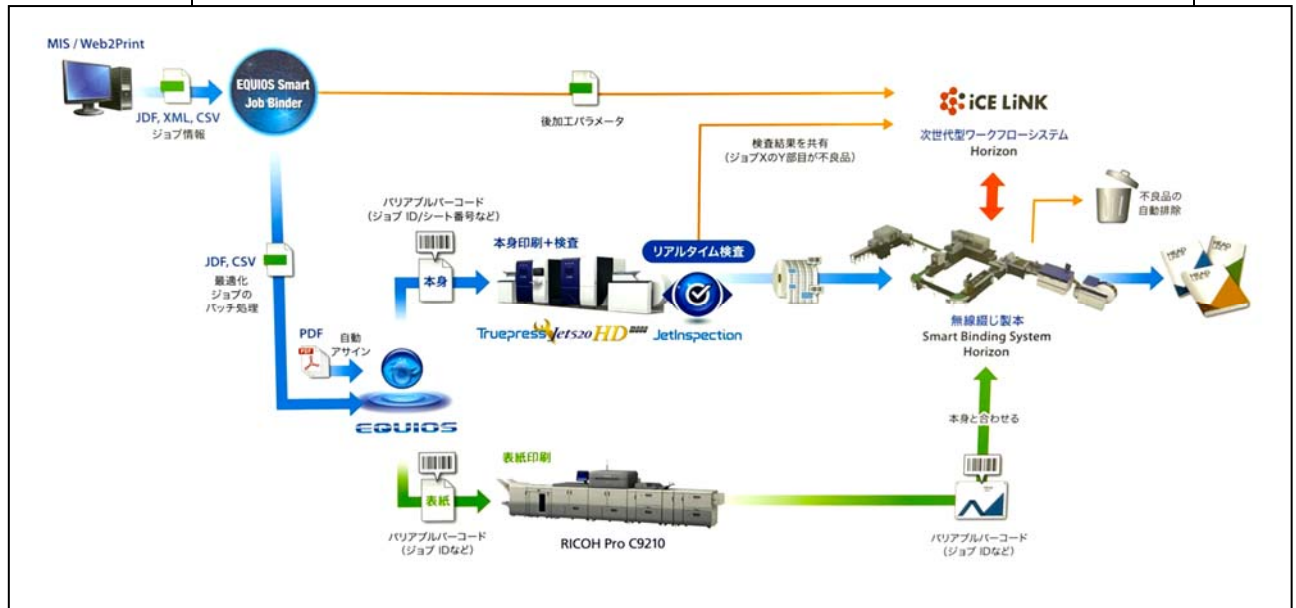 MIS / Web2Print
JDF, XML, CSV
ジョブ情報
EQUIOS Smart
Job Binder
後加工パラメータ
iCE LiNK
次世代型ワークフローシステム
Horizon
検査結果を共有
(ジョブXのY部目が不良品)
不良品の
自動排除
バリアブルバーコード
(ジョブ ID/シート番号など)
本身
本身印刷+検査
リアルタイム検査
Truepress Jet520 HD
JetInspection
無線綴じ製本
Smart Binding System
Horizon
JDF, CSV
最適化
ジョブの
バッチ処理
PDF
自動
アサイン
EQUIOS
本身と合わせる
表紙印刷
表紙
バリアブルバーコード
(ジョブ IDなど)
RICOH Pro C9210
バリアブルバーコード
(ジョブ IDなど)